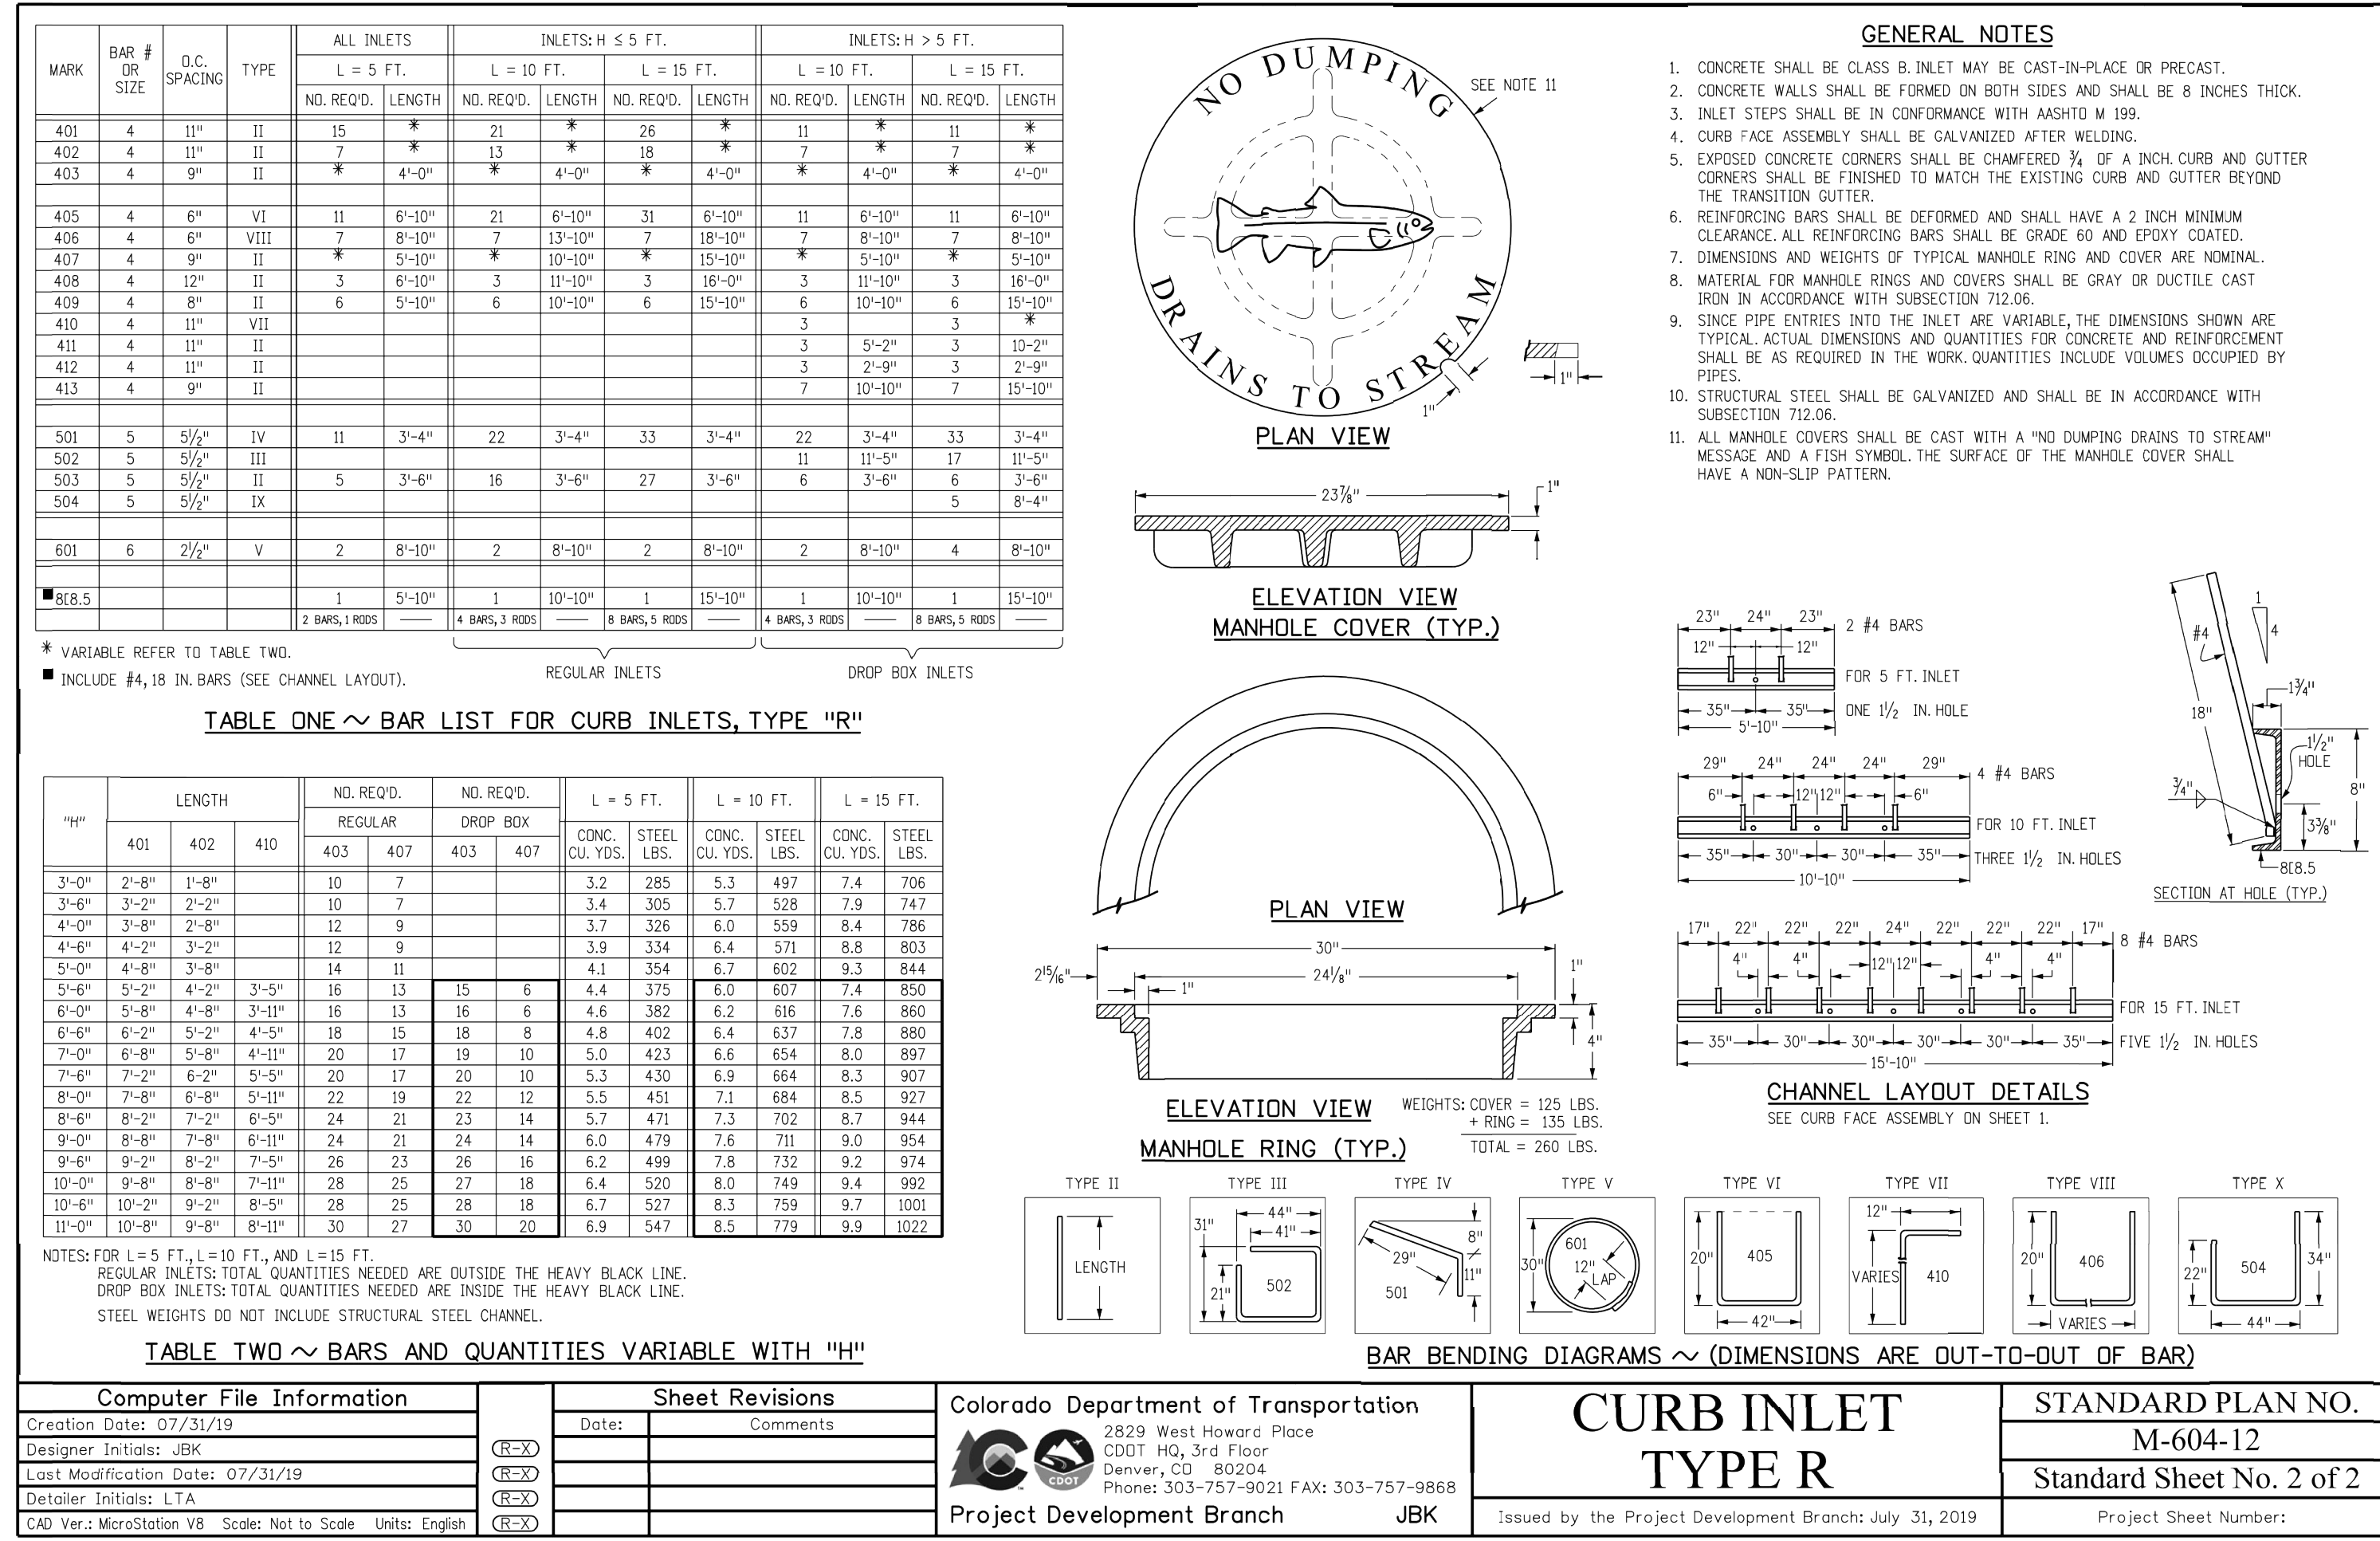 MARK BAR # OR SIZE O.C. SPACING TYPE ALL INLETS INLETS: H ≤ 5 FT. INLETS: H > 5 FT.
L = 5 FT. L = 10 FT. L = 15 FT. L = 10 FT. L = 15 FT.
NO. REQ'D. LENGTH NO. REQ'D. LENGTH NO. REQ'D. LENGTH NO. REQ'D. LENGTH NO. REQ'D. LENGTH
401 4 11" II 15 * 21 * 26 * 11 * 11 *
402 4 11" II 7 * 13 * 18 * 7 * 7 *
403 4 9" II * 4'-0" * 4'-0" * 4'-0" * 4'-0" * 4'-0"
405 4 6" VI 11 6'-10" 21 6'-10" 31 6'-10" 11 6'-10" 11 6'-10"
406 4 6" VIII 7 8'-10" 7 13'-10" 7 18'-10" 7 8'-10" 7 8'-10"
407 4 9" II * 5'-10" * 10'-10" * 15'-10" * 5'-10" * 5'-10"
408 4 12" II 3 6'-10" 3 11'-10" 3 16'-0" 3 11'-10" 3 16'-0"
409 4 8" II 6 5'-10" 6 10'-10" 6 15'-10" 6 10'-10" 6 15'-10"
410 4 11" VII 3 3 *
411 4 11" II 3 5'-2" 3 10-2"
412 4 11" II 3 2'-9" 3 2'-9"
413 4 9" II 7 10'-10" 7 15'-10"
501 5 5½" IV 11 3'-4" 22 3'-4" 33 3'-4" 22 3'-4" 33 3'-4"
502 5 5½" III 11 11'-5" 17 11'-5"
503 5 5½" II 5 3'-6" 16 3'-6" 27 3'-6" 6 3'-6" 6 3'-6"
504 5 5½" IX 5 8'-4"
601 6 2½" V 2 8'-10" 2 8'-10" 2 8'-10" 2 8'-10" 4 8'-10"
■ 8[8.5 1 5'-10" 1 10'-10" 1 15'-10" 1 10'-10" 1 15'-10"
2 BARS, 1 RODS 4 BARS, 3 RODS 8 BARS, 5 RODS 4 BARS, 3 RODS 8 BARS, 5 RODS
* VARIABLE REFER TO TABLE TWO.
■ INCLUDE #4, 18 IN. BARS (SEE CHANNEL LAYOUT).
REGULAR INLETS
DROP BOX INLETS
TABLE ONE ~ BAR LIST FOR CURB INLETS, TYPE "R"
"H" LENGTH NO. REQ'D. NO. REQ'D. L = 5 FT. L = 10 FT. L = 15 FT.
REGULAR DROP BOX
401 402 410 403 407 403 407 CONC. CU. YDS. STEEL LBS. CONC. CU. YDS. STEEL LBS. CONC. CU. YDS. STEEL LBS.
3'-0" 2'-8" 1'-8" 10 7 3.2 285 5.3 497 7.4 706
3'-6" 3'-2" 2'-2" 10 7 3.4 305 5.7 528 7.9 747
4'-0" 3'-8" 2'-8" 12 9 3.7 326 6.0 559 8.4 786
4'-6" 4'-2" 3'-2" 12 9 3.9 334 6.4 571 8.8 803
5'-0" 4'-8" 3'-8" 14 11 4.1 354 6.7 602 9.3 844
5'-6" 5'-2" 4'-2" 3'-5" 16 13 15 6 4.4 375 6.0 607 7.4 850
6'-0" 5'-8" 4'-8" 3'-11" 16 13 16 6 4.6 382 6.2 616 7.6 860
6'-6" 6'-2" 5'-2" 4'-5" 18 15 18 8 4.8 402 6.4 637 7.8 880
7'-0" 6'-8" 5'-8" 4'-11" 20 17 19 10 5.0 423 6.6 654 8.0 897
7'-6" 7'-2" 6-2" 5'-5" 20 17 20 10 5.3 430 6.9 664 8.3 907
8'-0" 7'-8" 6'-8" 5'-11" 22 19 22 12 5.5 451 7.1 684 8.5 927
8'-6" 8'-2" 7'-2" 6'-5" 24 21 23 14 5.7 471 7.3 702 8.7 944
9'-0" 8'-8" 7'-8" 6'-11" 24 21 24 14 6.0 479 7.6 711 9.0 954
9'-6" 9'-2" 8'-2" 7'-5" 26 23 26 16 6.2 499 7.8 732 9.2 974
10'-0" 9'-8" 8'-8" 7'-11" 28 25 27 18 6.4 520 8.0 749 9.4 992
10'-6" 10'-2" 9'-2" 8'-5" 28 25 28 18 6.7 527 8.3 759 9.7 1001
11'-0" 10'-8" 9'-8" 8'-11" 30 27 30 20 6.9 547 8.5 779 9.9 1022
NOTES: FOR L = 5 FT., L = 10 FT., AND L = 15 FT.
REGULAR INLETS: TOTAL QUANTITIES NEEDED ARE OUTSIDE THE HEAVY BLACK LINE.
DROP BOX INLETS: TOTAL QUANTITIES NEEDED ARE INSIDE THE HEAVY BLACK LINE.
STEEL WEIGHTS DO NOT INCLUDE STRUCTURAL STEEL CHANNEL.
TABLE TWO ~ BARS AND QUANTITIES VARIABLE WITH "H"
NO DUMPING
DRAINS TO STREAM
SEE NOTE 11
1"
1"
PLAN VIEW
23⅞"
1"
ELEVATION VIEW
MANHOLE COVER (TYP.)
PLAN VIEW
30"
2 15/16"
24⅛"
1"
1"
4"
ELEVATION VIEW
MANHOLE RING (TYP.)
WEIGHTS: COVER = 125 LBS.
+ RING = 135 LBS.
TOTAL = 260 LBS.
GENERAL NOTES
1. CONCRETE SHALL BE CLASS B. INLET MAY BE CAST-IN-PLACE OR PRECAST.
2. CONCRETE WALLS SHALL BE FORMED ON BOTH SIDES AND SHALL BE 8 INCHES THICK.
3. INLET STEPS SHALL BE IN CONFORMANCE WITH AASHTO M 199.
4. CURB FACE ASSEMBLY SHALL BE GALVANIZED AFTER WELDING.
5. EXPOSED CONCRETE CORNERS SHALL BE CHAMFERED ¾ OF A INCH. CURB AND GUTTER
CORNERS SHALL BE FINISHED TO MATCH THE EXISTING CURB AND GUTTER BEYOND
THE TRANSITION GUTTER.
6. REINFORCING BARS SHALL BE DEFORMED AND SHALL HAVE A 2 INCH MINIMUM
CLEARANCE. ALL REINFORCING BARS SHALL BE GRADE 60 AND EPOXY COATED.
7. DIMENSIONS AND WEIGHTS OF TYPICAL MANHOLE RING AND COVER ARE NOMINAL.
8. MATERIAL FOR MANHOLE RINGS AND COVERS SHALL BE GRAY OR DUCTILE CAST
IRON IN ACCORDANCE WITH SUBSECTION 712.06.
9. SINCE PIPE ENTRIES INTO THE INLET ARE VARIABLE, THE DIMENSIONS SHOWN ARE
TYPICAL. ACTUAL DIMENSIONS AND QUANTITIES FOR CONCRETE AND REINFORCEMENT
SHALL BE AS REQUIRED IN THE WORK. QUANTITIES INCLUDE VOLUMES OCCUPIED BY
PIPES.
10. STRUCTURAL STEEL SHALL BE GALVANIZED AND SHALL BE IN ACCORDANCE WITH
SUBSECTION 712.06.
11. ALL MANHOLE COVERS SHALL BE CAST WITH A "NO DUMPING DRAINS TO STREAM"
MESSAGE AND A FISH SYMBOL. THE SURFACE OF THE MANHOLE COVER SHALL
HAVE A NON-SLIP PATTERN.
23" 24" 23" 2 #4 BARS
12" 12"
FOR 5 FT. INLET
35" 35" ONE 1½ IN. HOLE
5'-10"
29" 24" 24" 24" 29" 4 #4 BARS
6" 12" 12" 6"
FOR 10 FT. INLET
35" 30" 30" 35" THREE 1½ IN. HOLES
10'-10"
17" 22" 22" 22" 24" 22" 22" 22" 17" 8 #4 BARS
4" 4" 12" 12" 4" 4"
FOR 15 FT. INLET
35" 30" 30" 30" 30" 35" FIVE 1½ IN. HOLES
15'-10"
CHANNEL LAYOUT DETAILS
SEE CURB FACE ASSEMBLY ON SHEET 1.
1
4
#4
1¾"
18"
1½"
HOLE
¾"
8"
3⅜"
8[8.5
SECTION AT HOLE (TYP.)
TYPE II TYPE III TYPE IV TYPE V TYPE VI TYPE VII TYPE VIII TYPE X
LENGTH
44" 41" 31" 21" 502
8" 29" 11" 501
601 30" 12" LAP
20" 405 42"
12" VARIES 410
20" 406 VARIES
22" 504 34" 44"
BAR BENDING DIAGRAMS ~ (DIMENSIONS ARE OUT-TO-OUT OF BAR)
Computer File Information
Creation Date: 07/31/19
Designer Initials: JBK
Last Modification Date: 07/31/19
Detailer Initials: LTA
CAD Ver.: MicroStation V8 Scale: Not to Scale Units: English
R-X
R-X
R-X
R-X
Sheet Revisions
Date: Comments
Colorado Department of Transportation
CDOT
2829 West Howard Place
CDOT HQ, 3rd Floor
Denver, CO 80204
Phone: 303-757-9021 FAX: 303-757-9868
Project Development Branch JBK
CURB INLET
TYPE R
Issued by the Project Development Branch: July 31, 2019
STANDARD PLAN NO.
M-604-12
Standard Sheet No. 2 of 2
Project Sheet Number: